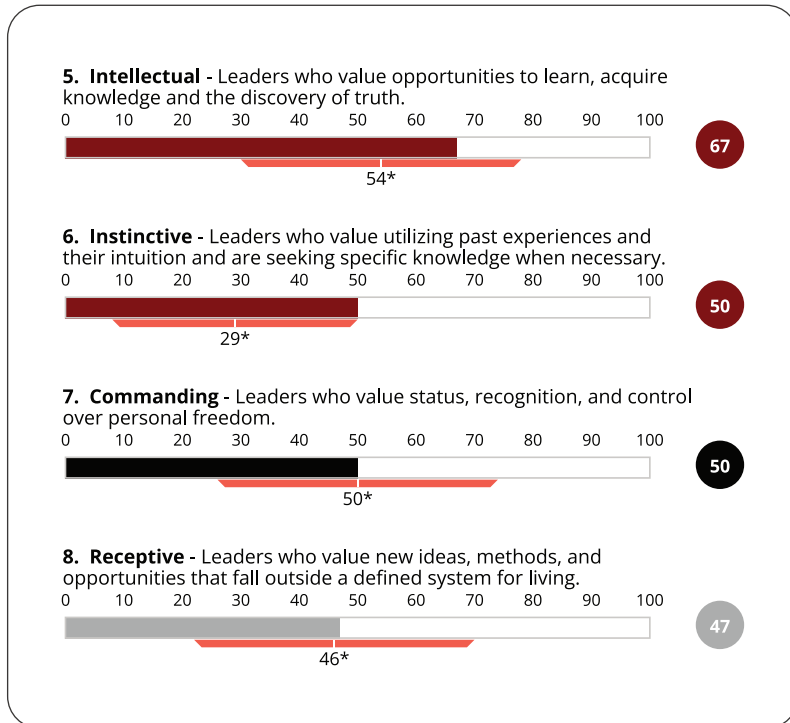 5. Intellectual - Leaders who value opportunities to learn, acquire
knowledge and the discovery of truth.
0 10 20 30 40 50 60 70 80 90 100
67
54*
6. Instinctive - Leaders who value utilizing past experiences and
their intuition and are seeking specific knowledge when necessary.
0 10 20 30 40 50 60 70 80 90 100
50
29*
7. Commanding - Leaders who value status, recognition, and control
over personal freedom.
0 10 20 30 40 50 60 70 80 90 100
50
50*
8. Receptive - Leaders who value new ideas, methods, and
opportunities that fall outside a defined system for living.
0 10 20 30 40 50 60 70 80 90 100
47
46*